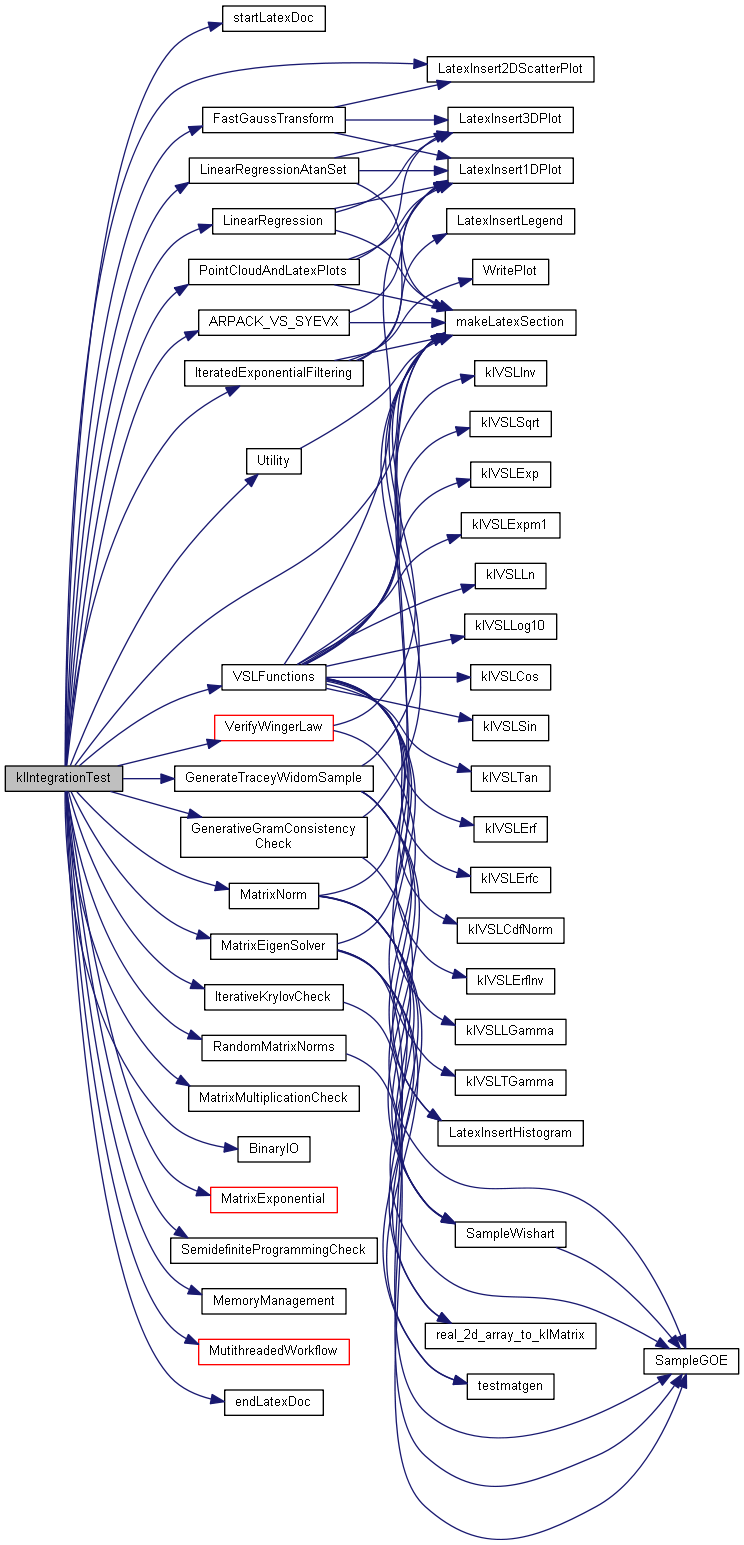 startLatexDoc
LatexInsert2DScatterPlot
FastGaussTransform
LatexInsert3DPlot
LinearRegressionAtanSet
LatexInsert1DPlot
LinearRegression
LatexInsertLegend
PointCloudAndLatexPlots
WritePlot
ARPACK_VS_SYEVX
makeLatexSection
IteratedExponentialFiltering
klVSLInv
klVSLSqrt
Utility
klVSLExp
klVSLExpm1
klVSLLn
klVSLLog10
VSLFunctions
klVSLCos
VerifyWingerLaw
klVSLSin
klIntegrationTest
GenerateTraceyWidomSample
klVSLTan
GenerativeGramConsistency
Check
klVSLErf
MatrixNorm
klVSLErfc
MatrixEigenSolver
klVSLCdfNorm
IterativeKrylovCheck
klVSLErfInv
RandomMatrixNorms
klVSLLGamma
MatrixMultiplicationCheck
klVSLTGamma
BinaryIO
LatexInsertHistogram
MatrixExponential
SampleWishart
SemidefiniteProgrammingCheck
MemoryManagement
real_2d_array_to_klMatrix
MutithreadedWorkflow
SampleGOE
testmatgen
endLatexDoc